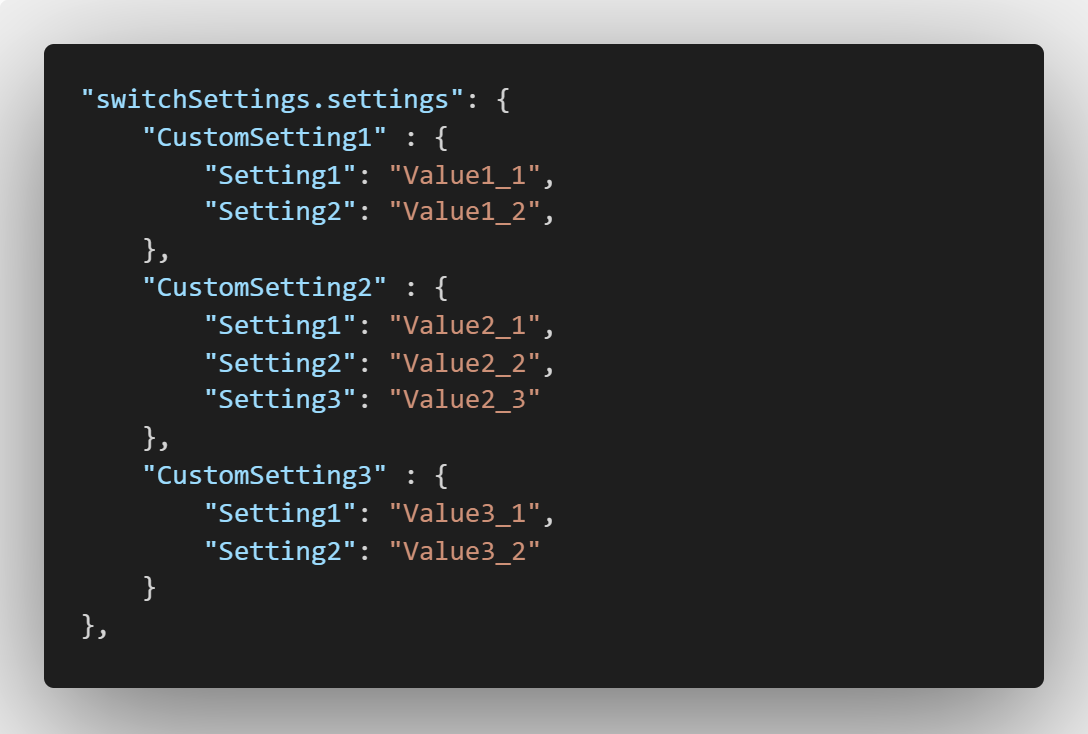 "switchSettings.settings": {
    "CustomSetting1" : {
        "Setting1": "Value1_1",
        "Setting2": "Value1_2",
    },
    "CustomSetting2" : {
        "Setting1": "Value2_1",
        "Setting2": "Value2_2",
        "Setting3": "Value2_3"
    },
    "CustomSetting3" : {
        "Setting1": "Value3_1",
        "Setting2": "Value3_2"
    }
},